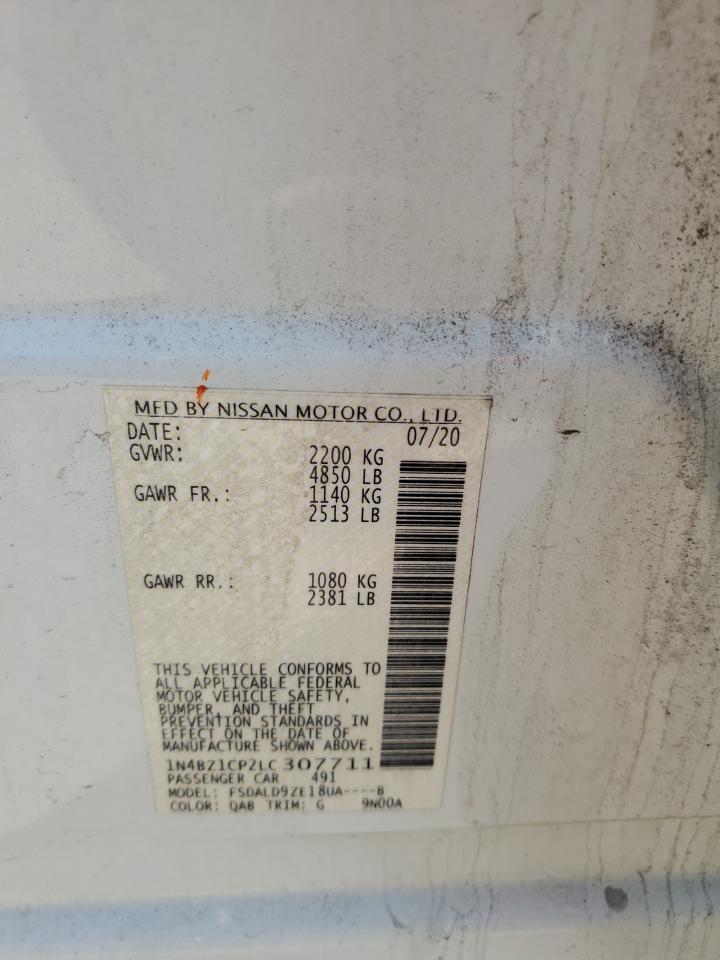 MFD BY NISSAN MOTOR CO., LTD.
DATE: 07/20
GVWR: 2200 KG
4850 LB
GAWR FR.: 1140 KG
2513 LB
GAWR RR.: 1080 KG
2381 LB
THIS VEHICLE CONFORMS TO
ALL APPLICABLE FEDERAL
MOTOR VEHICLE SAFETY,
BUMPER, AND THEFT
PREVENTION STANDARDS IN
EFFECT ON THE DATE OF
MANUFACTURE SHOWN ABOVE.
1N4BZ1CP2LC307711
PASSENGER CAR 491
MODEL: FSDALD9ZE18UA----B
COLOR: QAB TRIM: G 9N00A